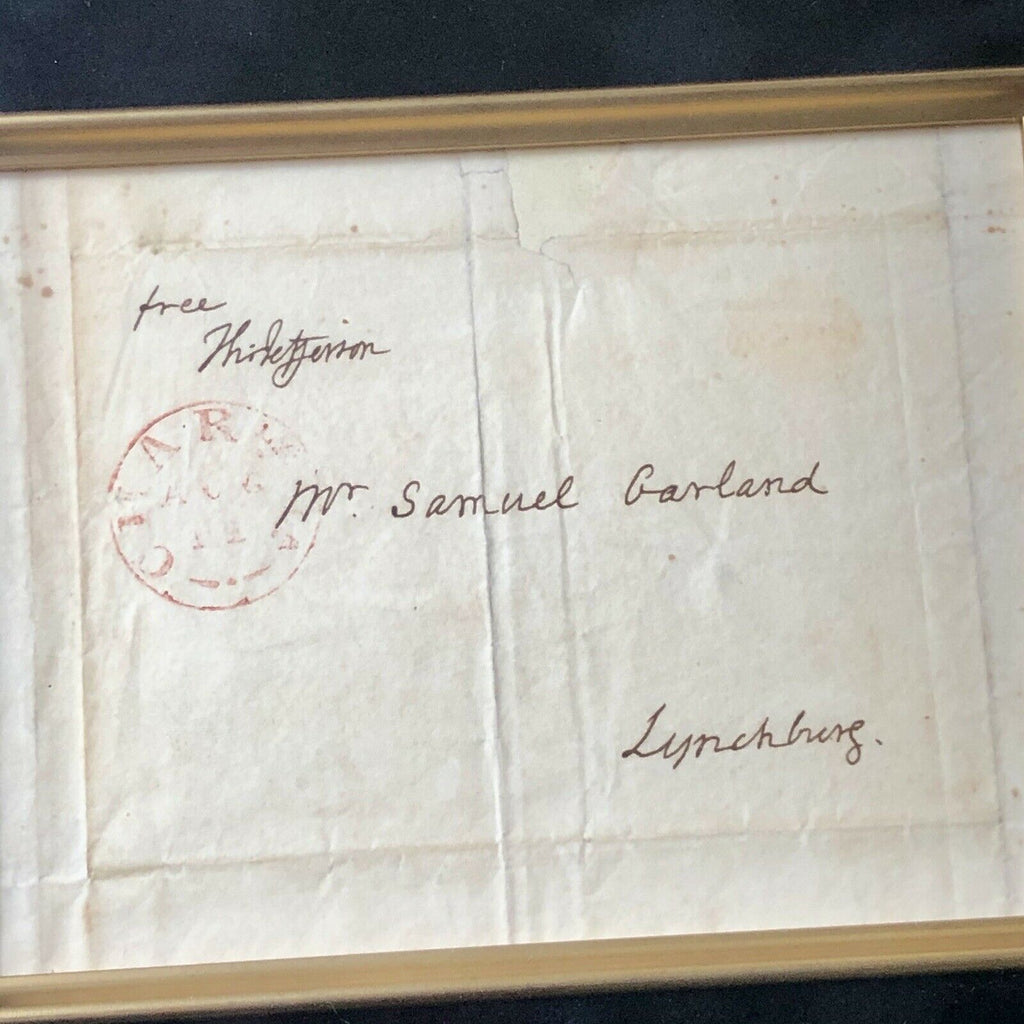 free
Th:Jefferson
Mr. Samuel Garland
Lynchburg.